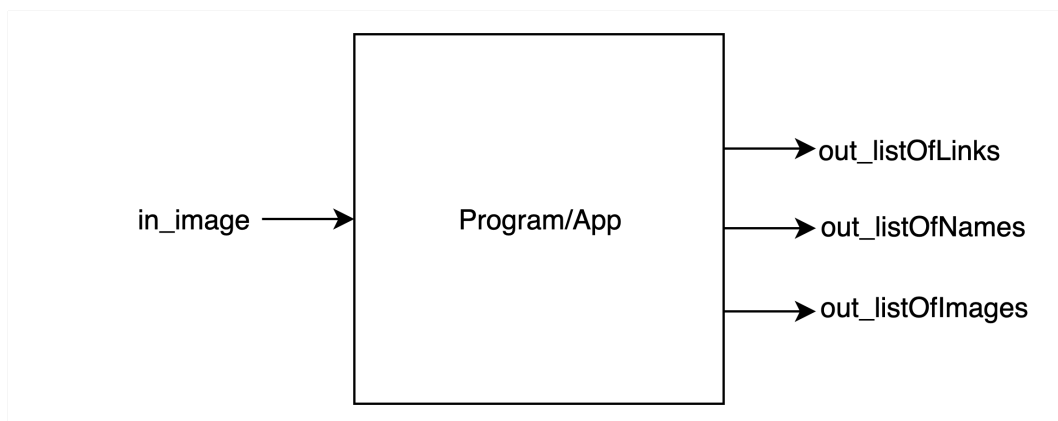 in_image
Program/App
out_listOfLinks
out_listOfNames
out_listOfImages